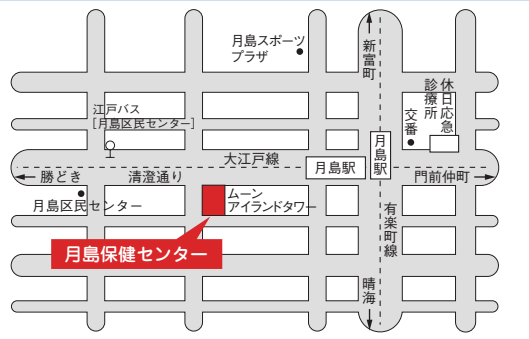 月島スポーツ
プラザ
新富町
休日応急
診療所
交番
江戸バス
[月島区民センター]
大江戸線
月島駅
月島駅
勝どき
清澄通り
門前仲町
月島区民センター
ムーン
アイランドタワー
有楽町線
月島保健センター
晴海